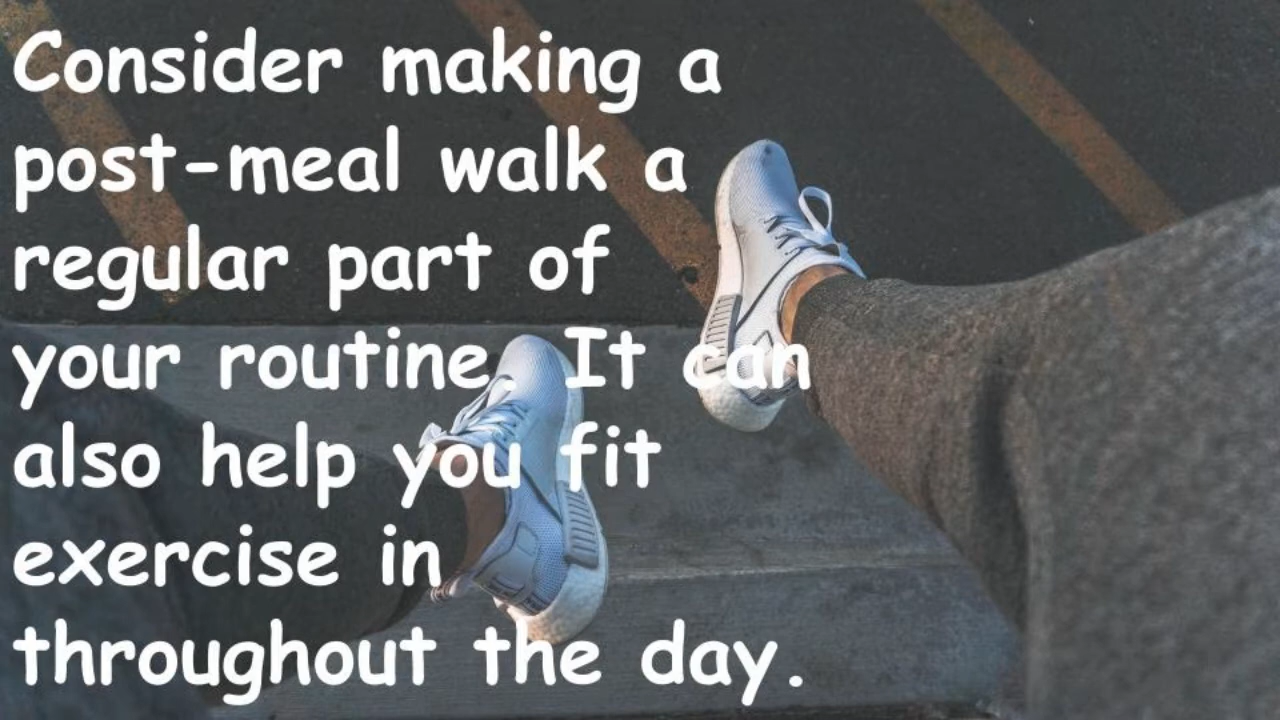 Consider making a
post-meal walk a
regular part of
your routine. It can
also help you fit
exercise in
throughout the day.